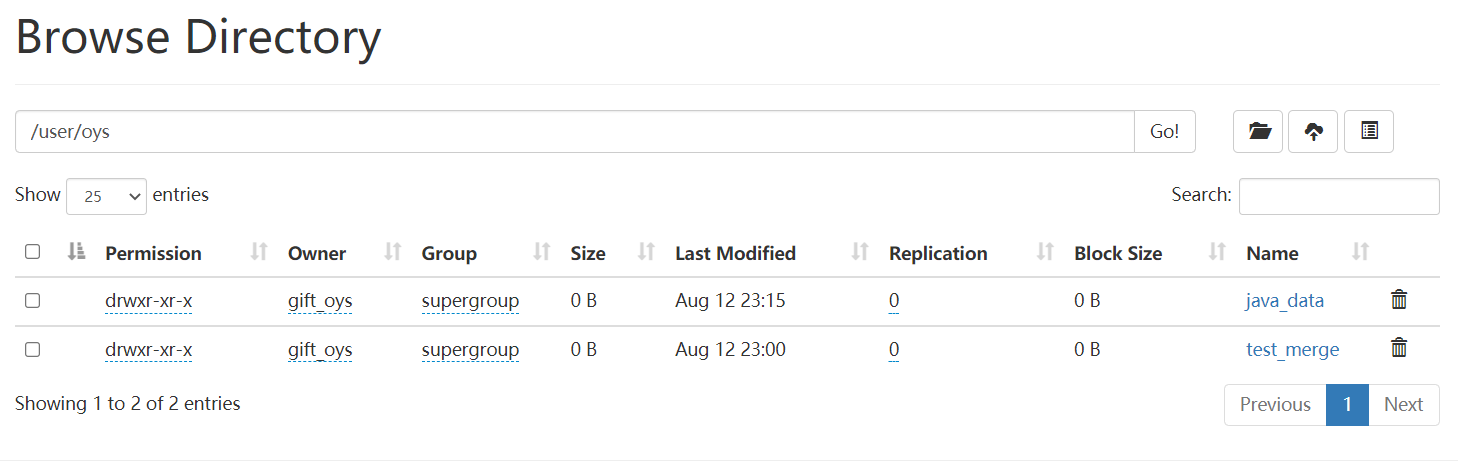 Browse Directory
/user/oys Go!
Show 25 entries Search:
Permission Owner Group Size Last Modified Replication Block Size Name
drwxr-xr-x gift_oys supergroup 0 B Aug 12 23:15 0 0 B java_data
drwxr-xr-x gift_oys supergroup 0 B Aug 12 23:00 0 0 B test_merge
Showing 1 to 2 of 2 entries Previous 1 Next